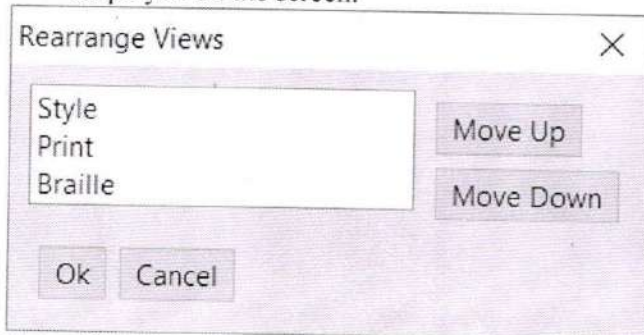 Rearrange Views
Style
Print
Braille
Move Up
Move Down
Ok Cancel